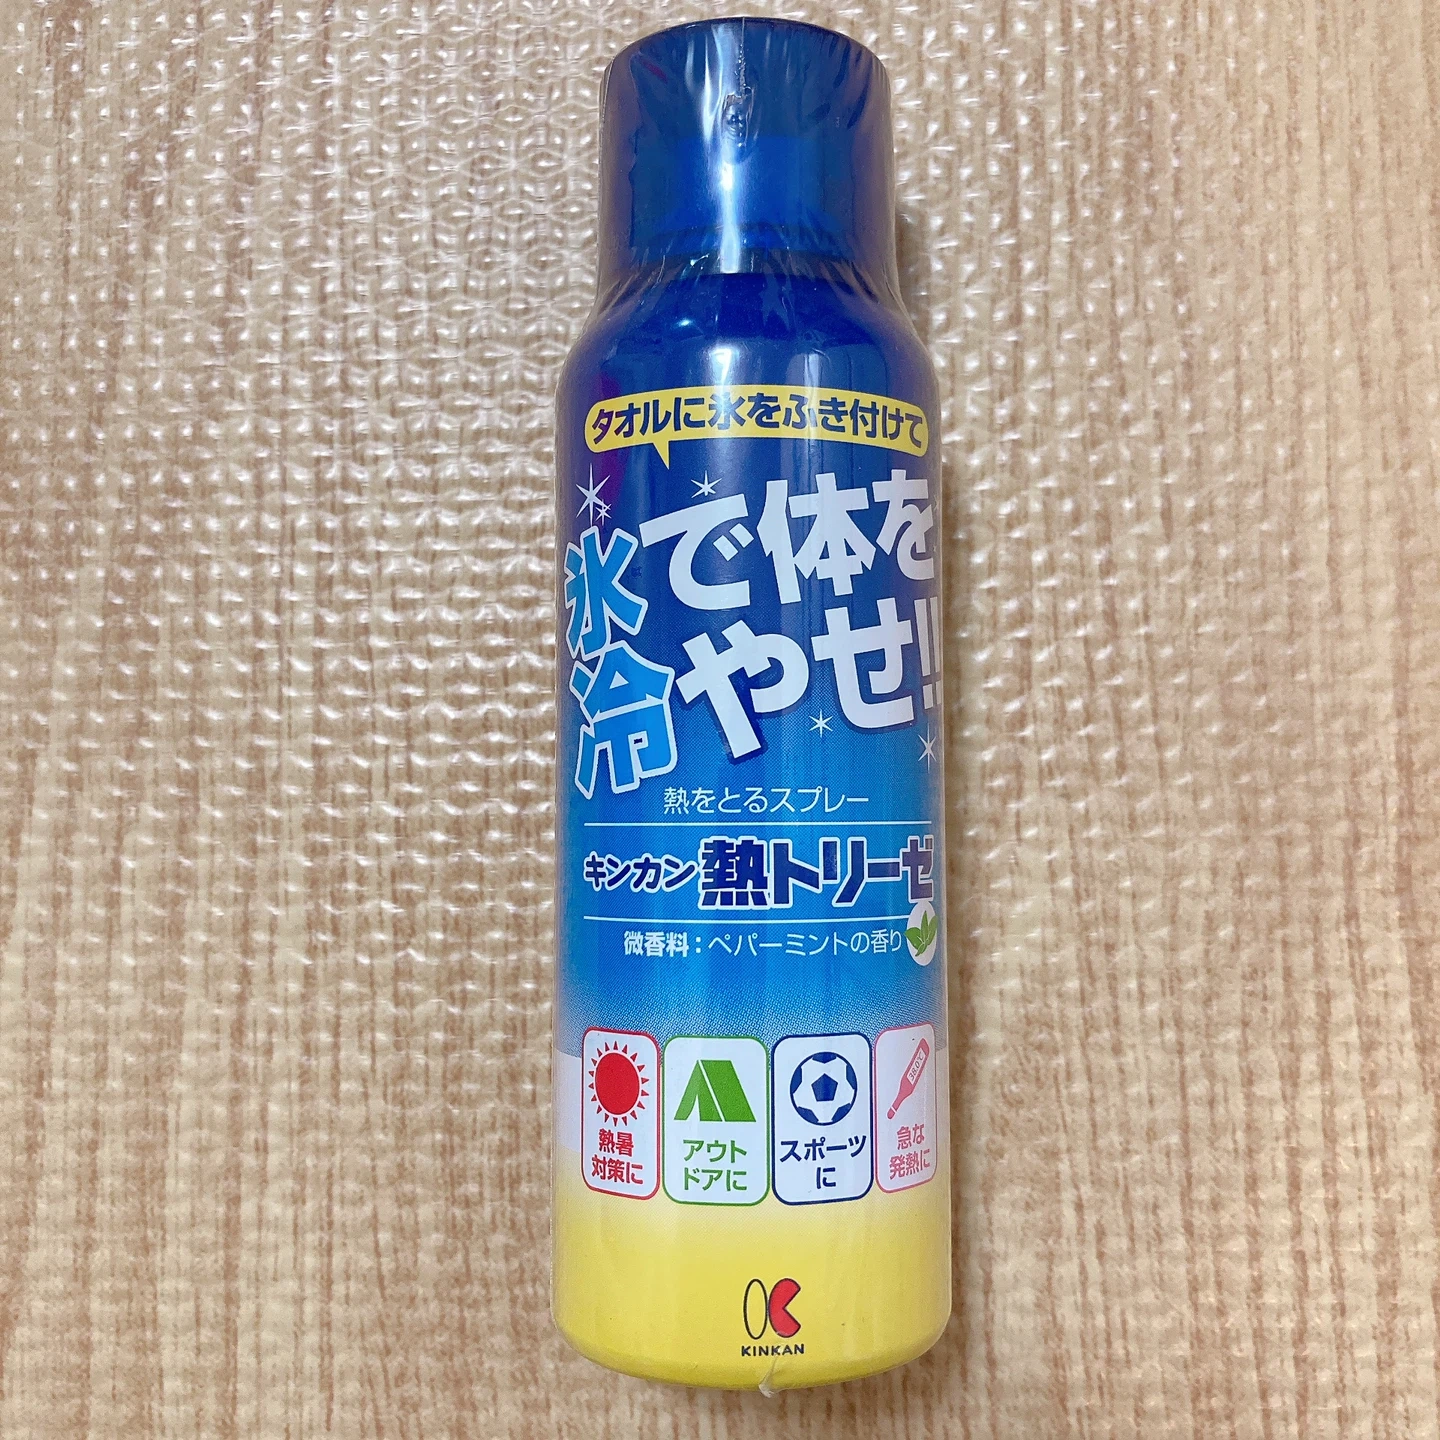 タオルに氷をふき付けて
氷で体を
冷やせ!!
熱をとるスプレー
キンカン 熱トリーゼ
微香料：ペパーミントの香り
熱暑
対策に
アウト
ドアに
スポーツ
に
38.0℃
急な
発熱に
KINKAN